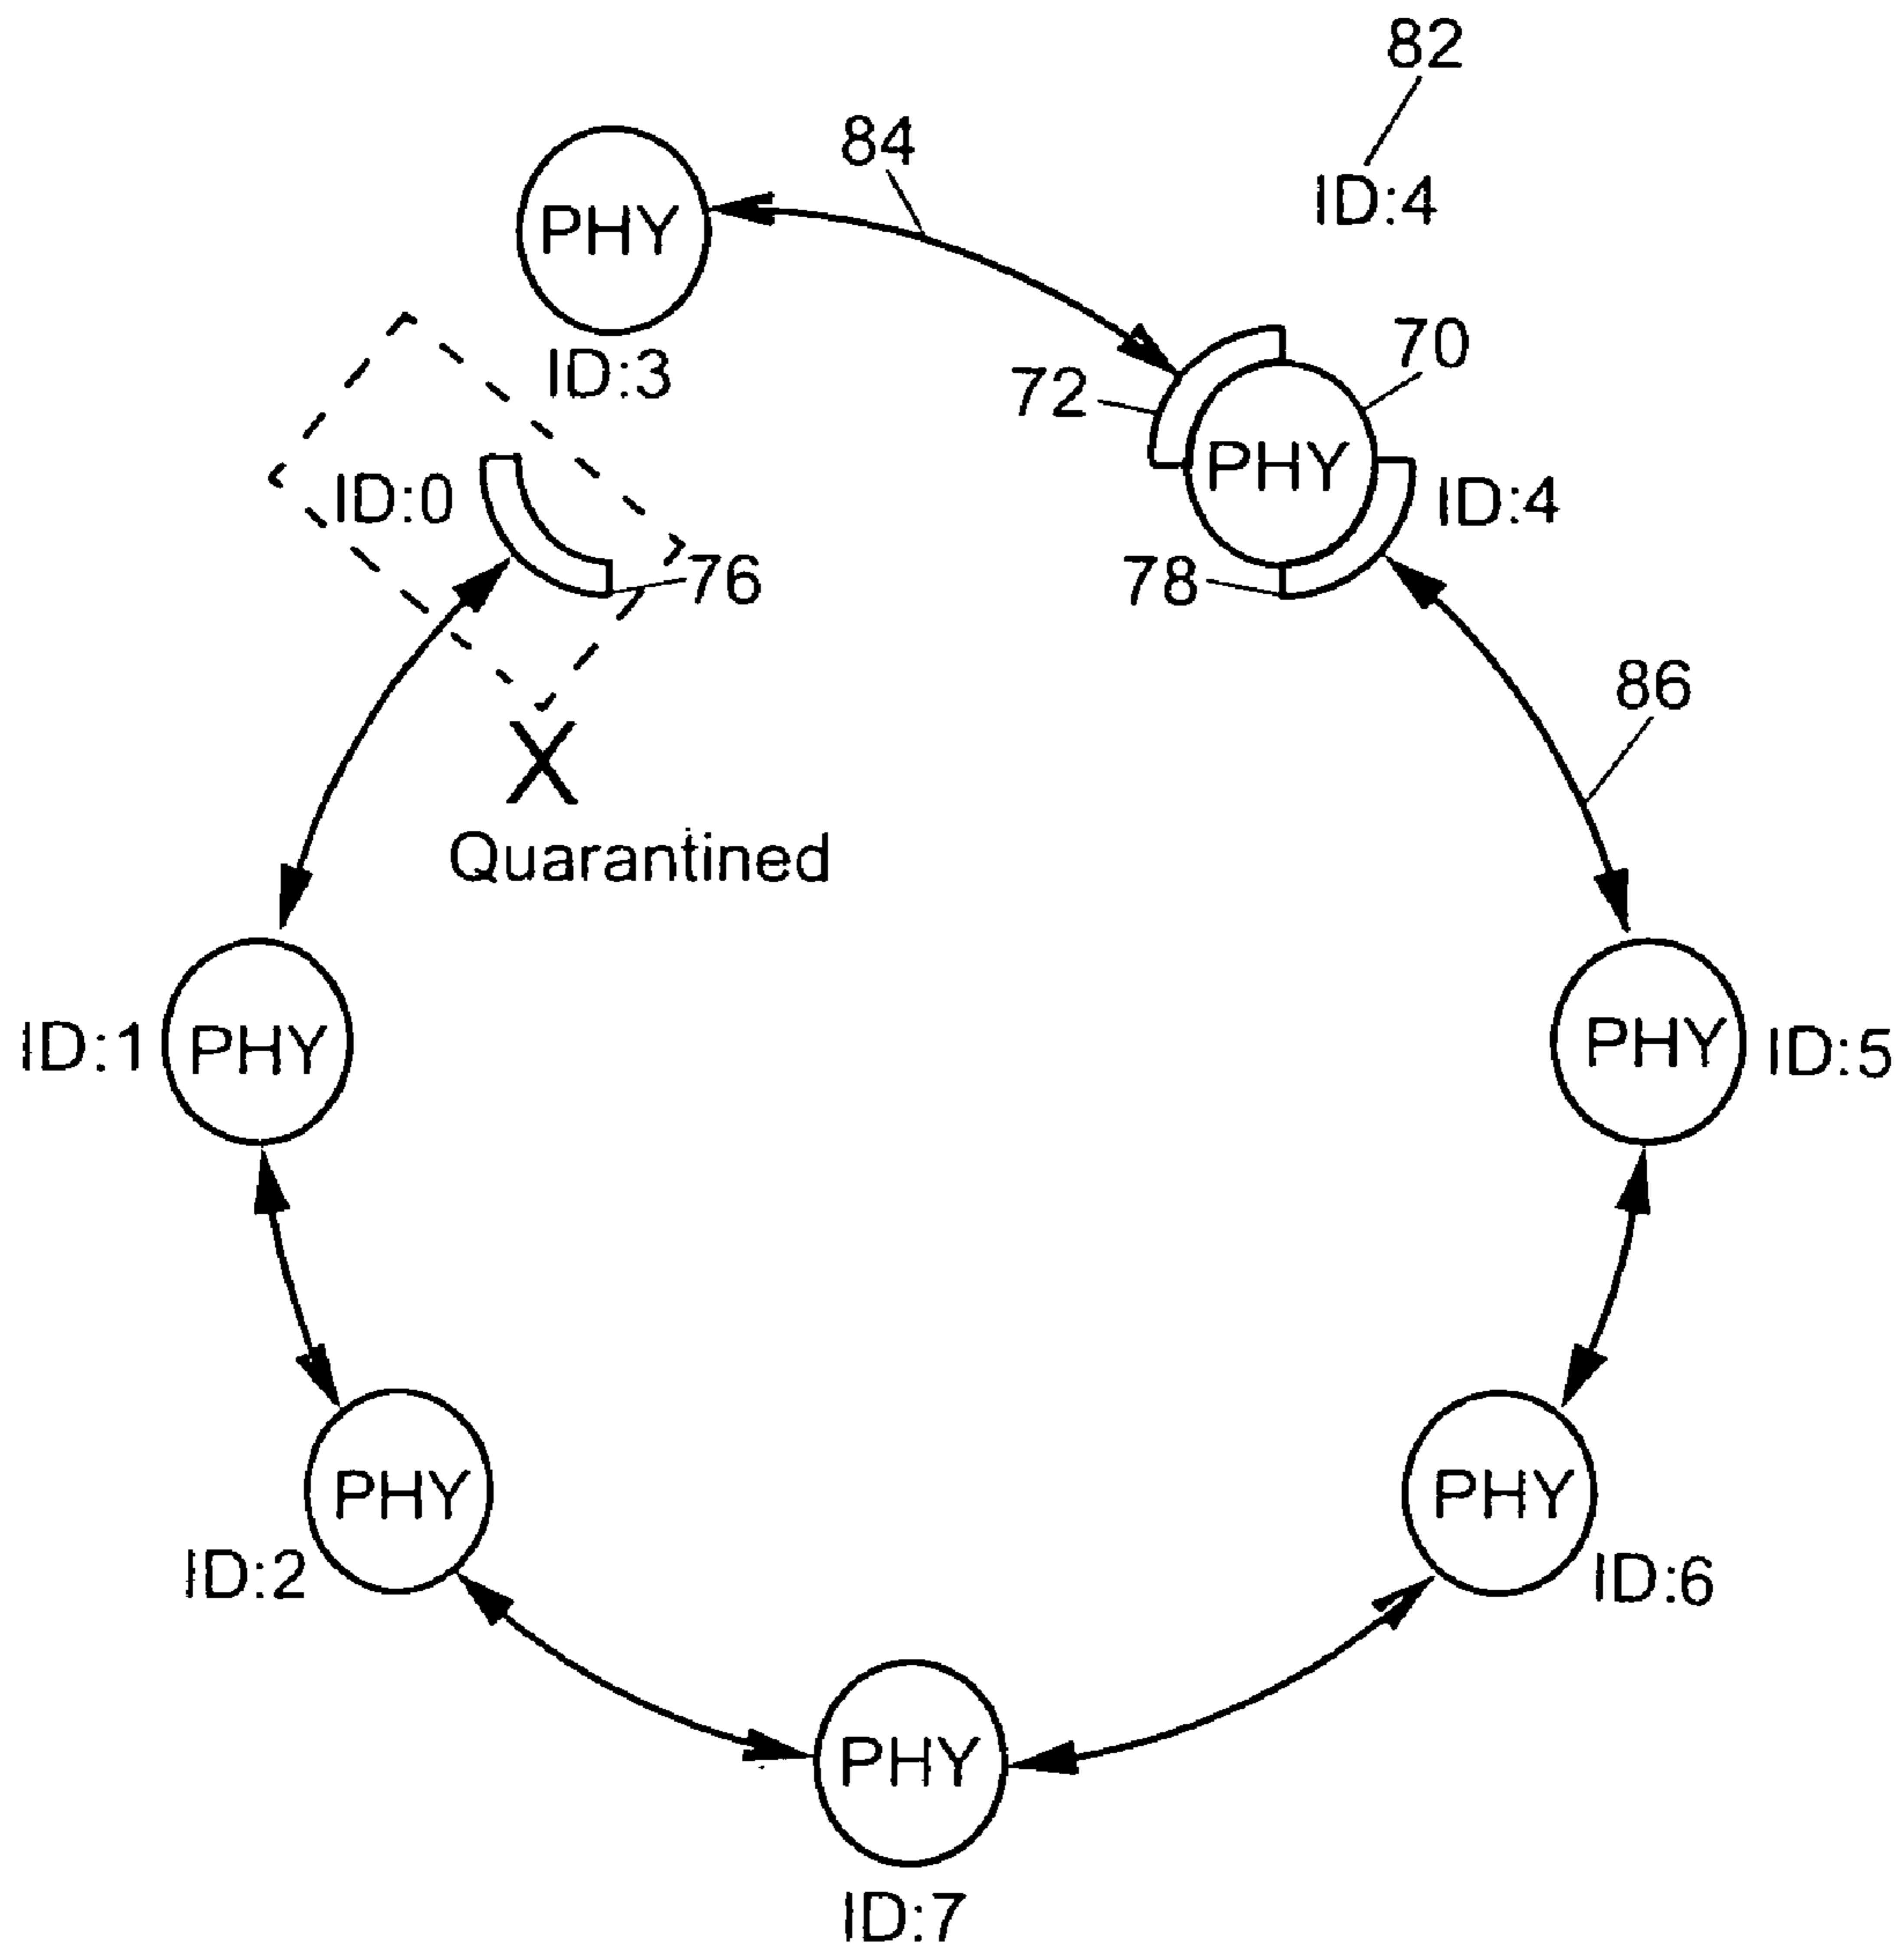 82
84
ID:4
PHY
70
ID:3
72
PHY
ID:0
ID:4
76
78
86
X
Quarantined
ID:1
PHY
PHY
ID:5
PHY
PHY
ID:2
ID:6
PHY
ID:7